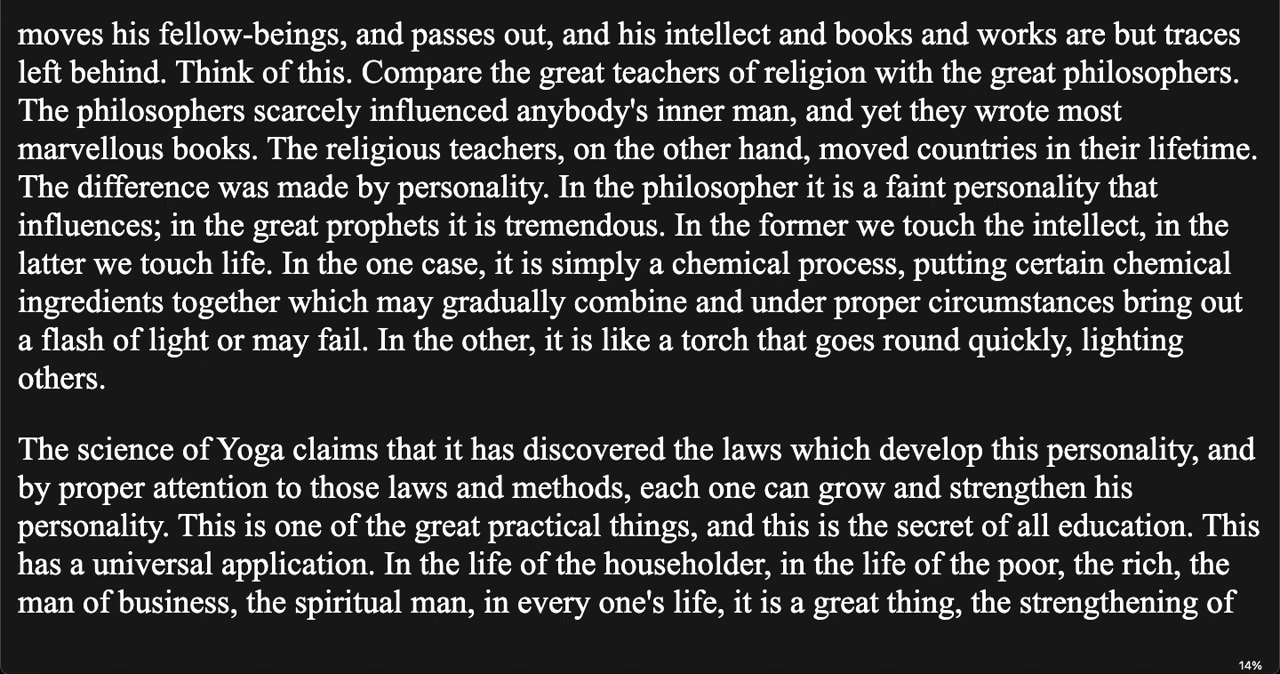 moves his fellow-beings, and passes out, and his intellect and books and works are but traces
left behind. Think of this. Compare the great teachers of religion with the great philosophers.
The philosophers scarcely influenced anybody's inner man, and yet they wrote most
marvellous books. The religious teachers, on the other hand, moved countries in their lifetime.
The difference was made by personality. In the philosopher it is a faint personality that
influences; in the great prophets it is tremendous. In the former we touch the intellect, in the
latter we touch life. In the one case, it is simply a chemical process, putting certain chemical
ingredients together which may gradually combine and under proper circumstances bring out
a flash of light or may fail. In the other, it is like a torch that goes round quickly, lighting
others.
The science of Yoga claims that it has discovered the laws which develop this personality, and
by proper attention to those laws and methods, each one can grow and strengthen his
personality. This is one of the great practical things, and this is the secret of all education. This
has a universal application. In the life of the householder, in the life of the poor, the rich, the
man of business, the spiritual man, in every one's life, it is a great thing, the strengthening of
14%